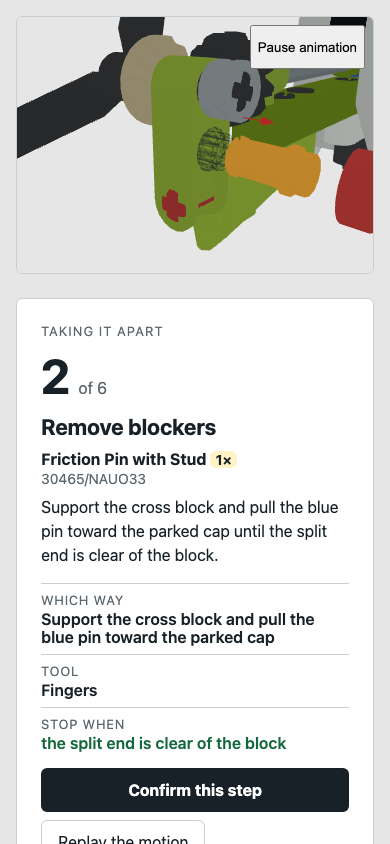 Pause animation
TAKING IT APART
2 of 6
Remove blockers
Friction Pin with Stud 1×
30465/NAUO33
Support the cross block and pull the blue
pin toward the parked cap until the split
end is clear of the block.
WHICH WAY
Support the cross block and pull the
blue pin toward the parked cap
TOOL
Fingers
STOP WHEN
the split end is clear of the block
Confirm this step
Replay the motion